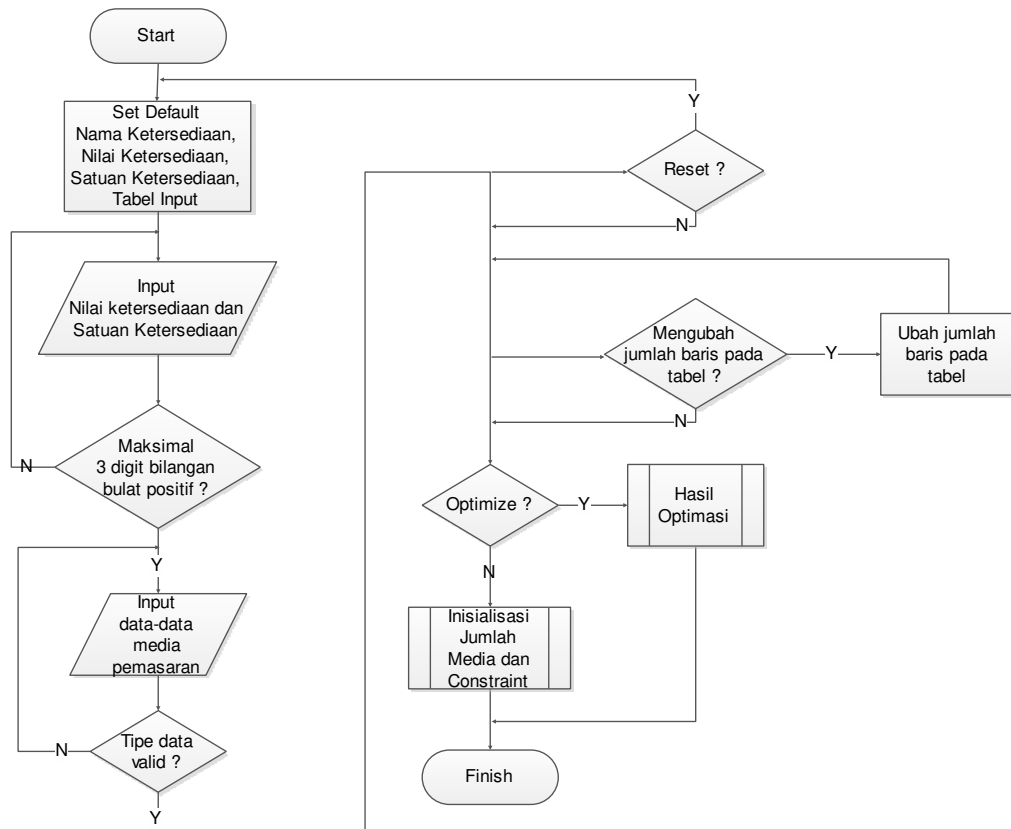 Start
Set Default
Nama Ketersediaan,
Nilai Ketersediaan,
Satuan Ketersediaan,
Tabel Input
Input
Nilai ketersediaan dan
Satuan Ketersediaan
Maksimal
3 digit bilangan
bulat positif ?
N
Y
Input
data-data
media
pemasaran
Tipe data
valid ?
N
Y
Reset ?
Y
N
Mengubah
jumlah baris pada
tabel ?
Y
Ubah jumlah
baris pada
tabel
N
Optimize ?
Y
Hasil
Optimasi
N
Inisialisasi
Jumlah
Media dan
Constraint
Finish